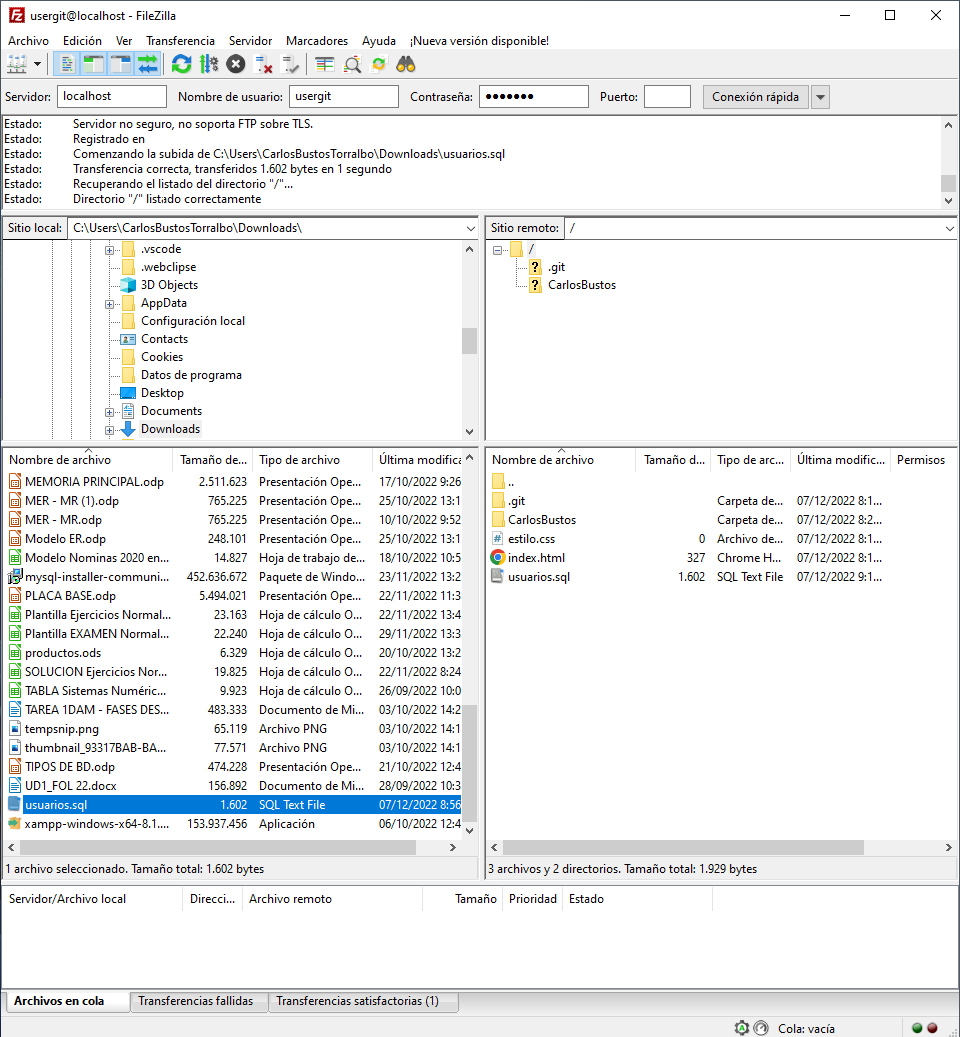 usergit@localhost - FileZilla
Archivo Edición Ver Transferencia Servidor Marcadores Ayuda ¡Nueva versión disponible!
Servidor: localhost Nombre de usuario: usergit Contraseña: ●●●●●●● Puerto: Conexión rápida
Estado: Servidor no seguro, no soporta FTP sobre TLS.
Estado: Registrado en
Estado: Comenzando la subida de C:\Users\CarlosBustosTorralbo\Downloads\usuarios.sql
Estado: Transferencia correcta, transferidos 1.602 bytes en 1 segundo
Estado: Recuperando el listado del directorio "/"...
Estado: Directorio "/" listado correctamente
Sitio local: C:\Users\CarlosBustosTorralbo\Downloads\
.vscode
.webclipse
3D Objects
AppData
Configuración local
Contacts
Cookies
Datos de programa
Desktop
Documents
Downloads
Sitio remoto: /
/
? .git
? CarlosBustos
Nombre de archivo Tamaño de... Tipo de archivo Última modifica
MEMORIA PRINCIPAL.odp 2.511.623 Presentación Ope... 17/10/2022 9:26
MER - MR (1).odp 765.225 Presentación Ope... 25/10/2022 13:1
MER - MR.odp 765.225 Presentación Ope... 10/10/2022 9:52
Modelo ER.odp 248.101 Presentación Ope... 25/10/2022 13:1
Modelo Nominas 2020 en... 14.827 Hoja de trabajo de... 18/10/2022 10:5
mysql-installer-communi... 452.636.672 Paquete de Windo... 23/11/2022 13:2
PLACA BASE.odp 5.494.021 Presentación Ope... 22/11/2022 11:3
Plantilla Ejercicios Normal... 23.163 Hoja de cálculo O... 22/11/2022 13:4
Plantilla EXAMEN Normal... 22.240 Hoja de cálculo O... 29/11/2022 13:3
productos.ods 6.329 Hoja de cálculo O... 20/10/2022 13:2
SOLUCION Ejercicios Nor... 19.825 Hoja de cálculo O... 22/11/2022 8:24
TABLA Sistemas Numéric... 9.923 Hoja de cálculo O... 26/09/2022 10:0
TAREA 1DAM - FASES DES... 483.333 Documento de Mi... 03/10/2022 14:2
tempsnip.png 65.119 Archivo PNG 03/10/2022 14:1
thumbnail_93317BAB-BA... 77.571 Archivo PNG 03/10/2022 14:1
TIPOS DE BD.odp 474.228 Presentación Ope... 21/10/2022 12:4
UD1_FOL 22.docx 156.892 Documento de Mi... 28/09/2022 10:3
usuarios.sql 1.602 SQL Text File 07/12/2022 8:56
xampp-windows-x64-8.1.... 153.937.456 Aplicación 06/10/2022 12:4
1 archivo seleccionado. Tamaño total: 1.602 bytes
Nombre de archivo Tamaño d... Tipo de arc... Última modific... Permisos
..
.git Carpeta de... 07/12/2022 8:1...
CarlosBustos Carpeta de... 07/12/2022 8:2...
estilo.css 0 Archivo de... 07/12/2022 8:1...
index.html 327 Chrome H... 07/12/2022 8:1...
usuarios.sql 1.602 SQL Text File 07/12/2022 9:1...
3 archivos y 2 directorios. Tamaño total: 1.929 bytes
Servidor/Archivo local Direcci... Archivo remoto Tamaño Prioridad Estado
Archivos en cola Transferencias fallidas Transferencias satisfactorias (1)
Cola: vacía